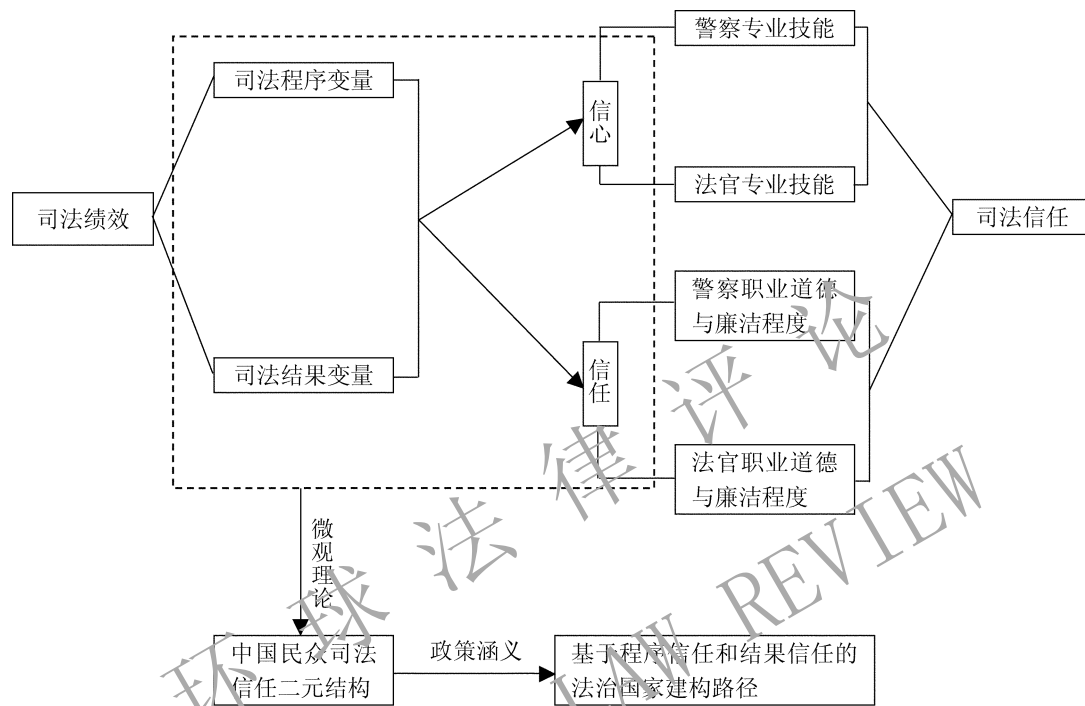 警察专业技能
司法程序变量
信心
法官专业技能
司法绩效
司法信任
警察职业道德
与廉洁程度
信任
司法结果变量
法官职业道德
与廉洁程度
微观理论
中国民众司法
信任二元结构
政策涵义
基于程序信任和结果信任的
法治国家建构路径
环球法律评论
LAW REVIEW